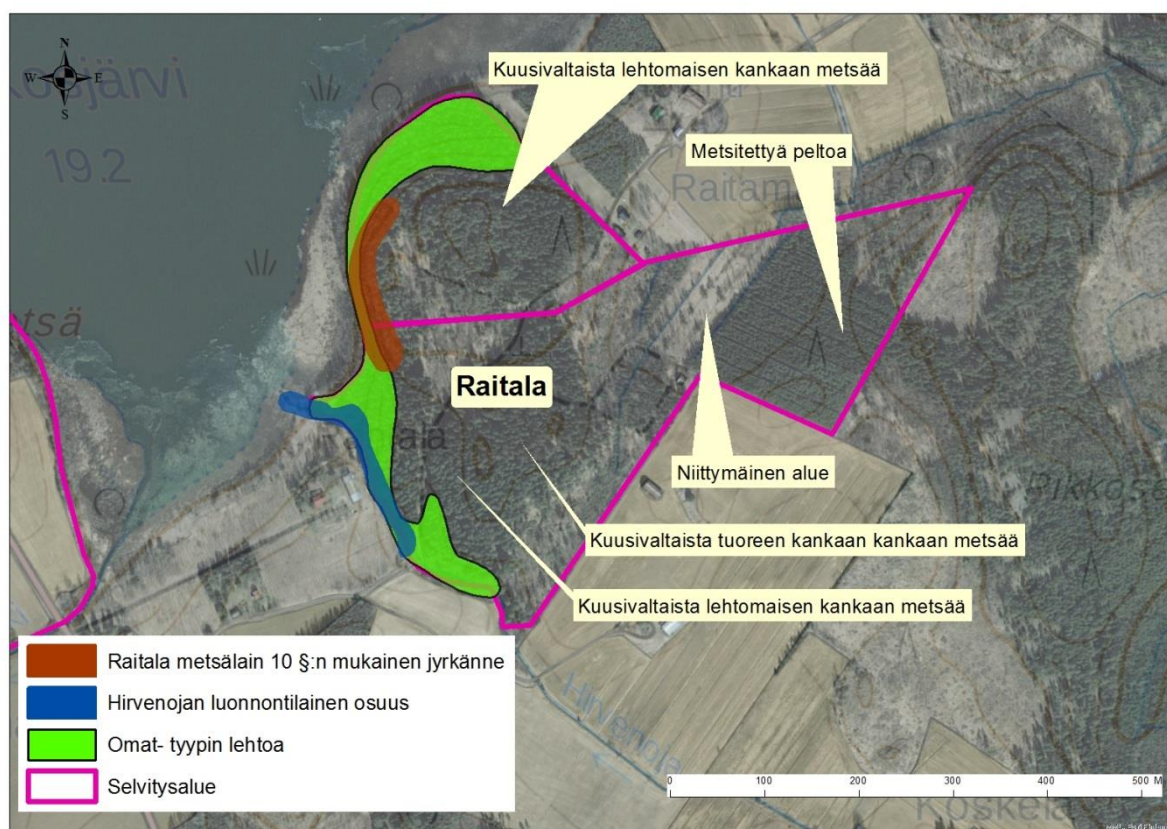 N
W E
S
Kuusivaltaista lehtomaisen kankaan metsää
Metsitettyä peltoa
19.2
Raitala
Niittymäinen alue
Kuusivaltaista tuoreen kankaan kankaan metsää
Kuusivaltaista lehtomaisen kankaan metsää
Raitala metsälain 10 §:n mukainen jyrkänne
Hirvenojan luonnontilainen osuus
Omat- tyypin lehtoa
Selvitysalue
0 100 200 300 400 500 M
Koskela